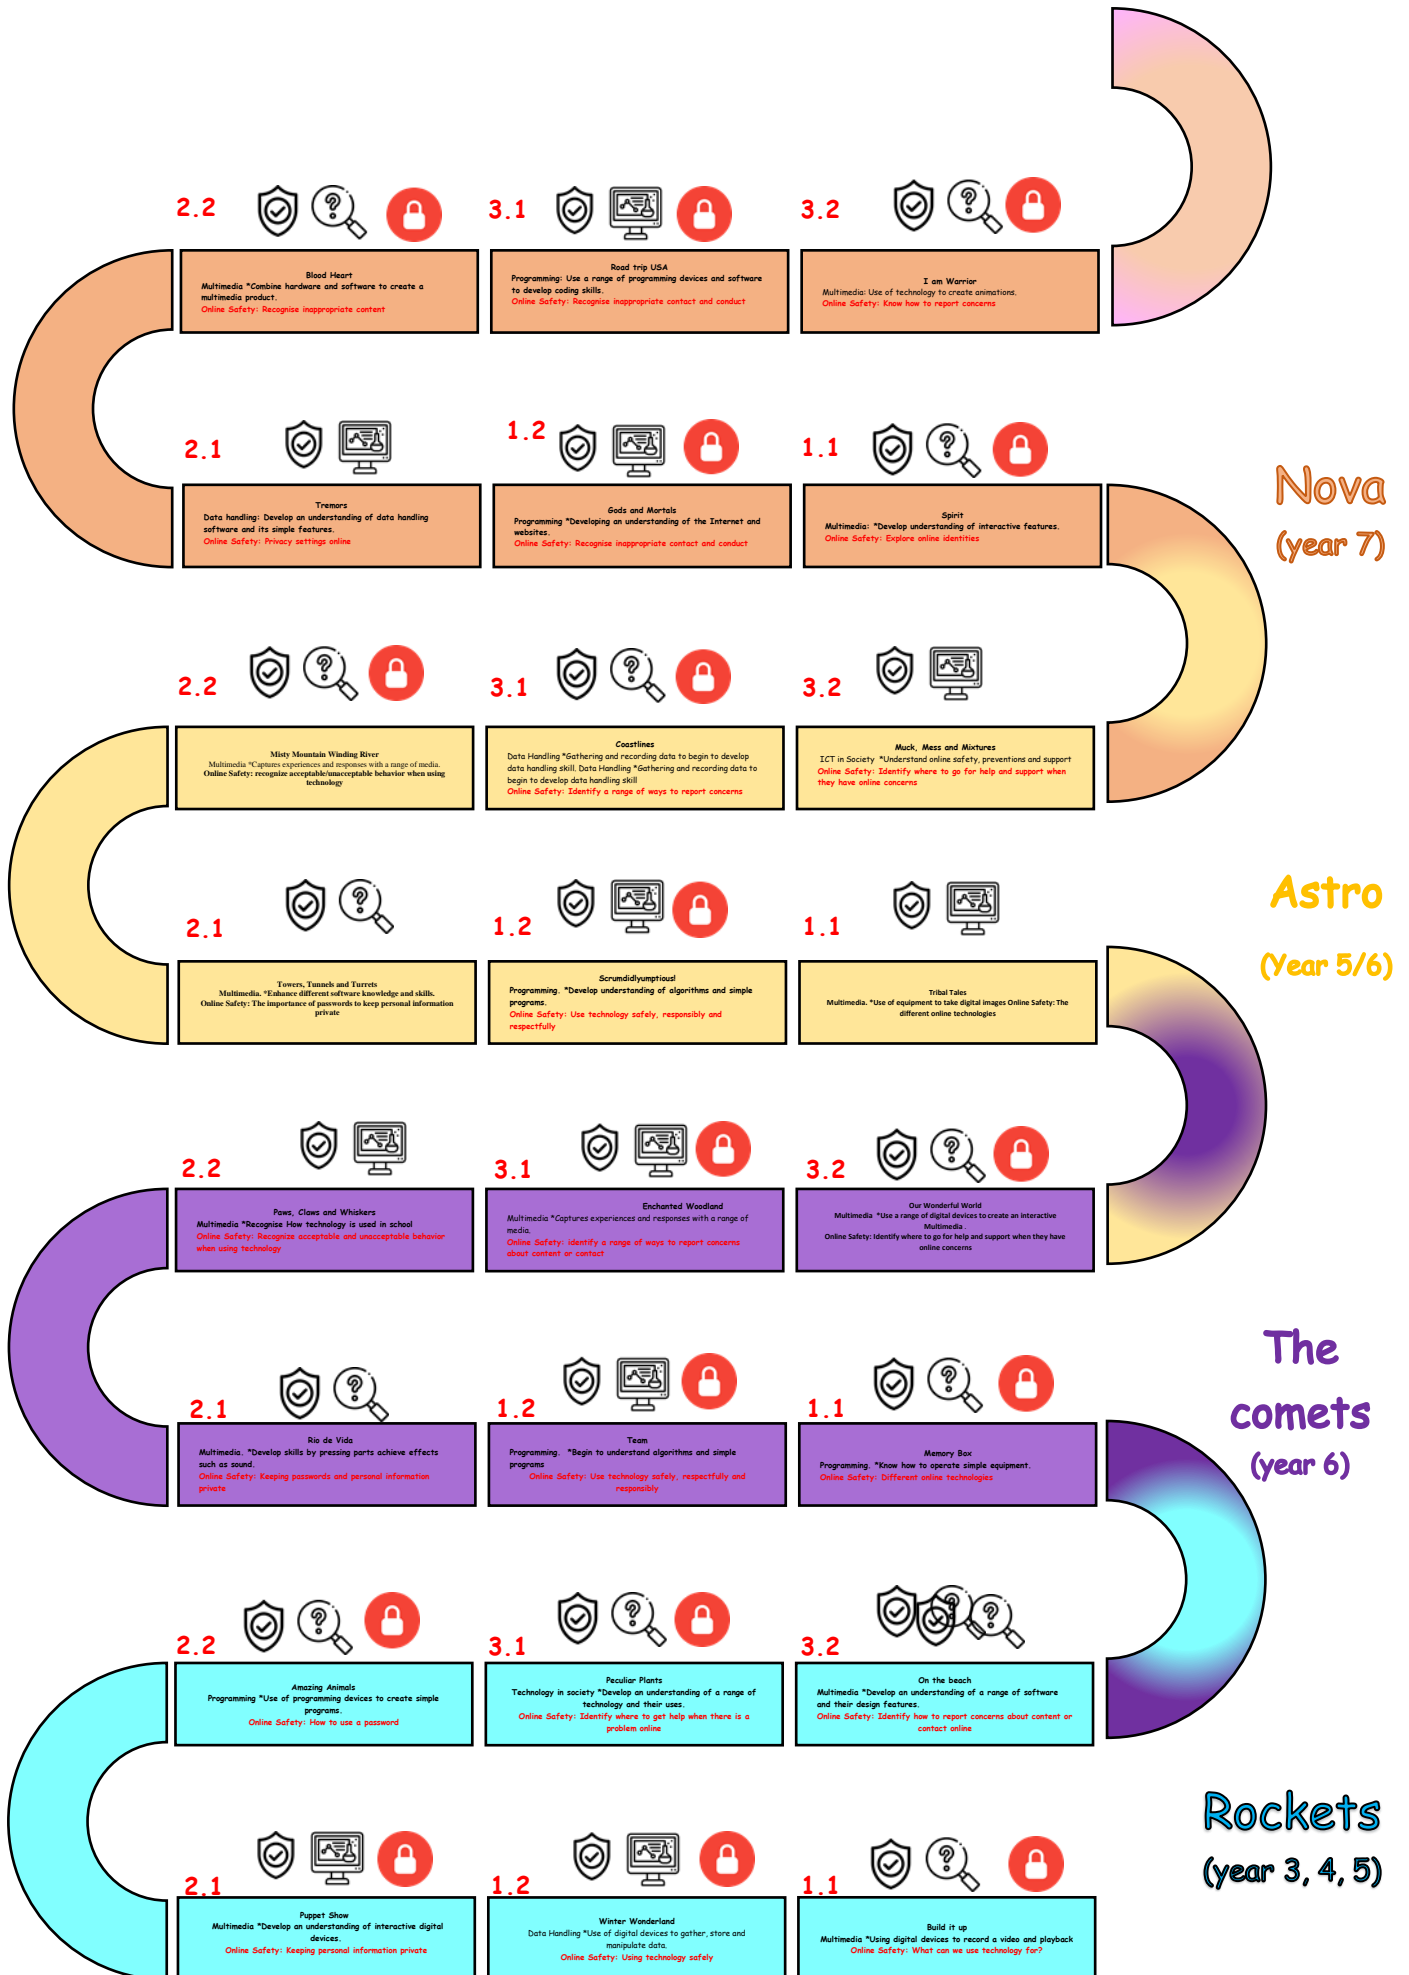 2.2
3.1
3.2
Blood Heart
Multimedia *Combine hardware and software to create a
multimedia product.
Online Safety: Recognise inappropriate content
Road trip USA
Programming: Use a range of programming devices and software
to develop coding skills.
Online Safety: Recognise inappropriate contact and conduct
I am Warrior
Multimedia: Use of technology to create animations.
Online Safety: Know how to report concerns
2.1
1.2
1.1
Tremors
Data handling: Develop an understanding of data handling
software and its simple features.
Online Safety: Privacy settings online
Gods and Mortals
Programming *Developing an understanding of the Internet and
websites.
Online Safety: Recognise inappropriate contact and conduct
Spirit
Multimedia: *Develop understanding of interactive features.
Online Safety: Explore online identities
Nova
(year 7)
2.2
3.1
3.2
Misty Mountain Winding River
Multimedia *Captures experiences and responses with a range of media.
Online Safety: recognize acceptable/unacceptable behavior when using
technology
Coastlines
Data Handling *Gathering and recording data to begin to develop
data handling skill. Data Handling *Gathering and recording data to
begin to develop data handling skill
Online Safety: Identify a range of ways to report concerns
Muck, Mess and Mixtures
ICT in Society *Understand online safety, preventions and support
Online Safety: Identify where to go for help and support when
they have online concerns
2.1
1.2
1.1
Towers, Tunnels and Turrets
Multimedia. *Enhance different software knowledge and skills.
Online Safety: The importance of passwords to keep personal information
private
Scrumdidlyumptious!
Programming. *Develop understanding of algorithms and simple
programs.
Online Safety: Use technology safely, responsibly and
respectfully
Tribal Tales
Multimedia. *Use of equipment to take digital images Online Safety: The
different online technologies
Astro
(Year 5/6)
2.2
3.1
3.2
Paws, Claws and Whiskers
Multimedia *Recognise How technology is used in school
Online Safety: Recognize acceptable and unacceptable behavior
when using technology
Enchanted Woodland
Multimedia *Captures experiences and responses with a range of
media.
Online Safety: identify a range of ways to report concerns
about content or contact
Our Wonderful World
Multimedia *Use a range of digital devices to create an interactive
Multimedia .
Online Safety: Identify where to go for help and support when they have
online concerns
2.1
1.2
1.1
Rio de Vida
Multimedia. *Develop skills by pressing parts achieve effects
such as sound.
Online Safety: Keeping passwords and personal information
private
Team
Programming. *Begin to understand algorithms and simple
programs
Online Safety: Use technology safely, respectfully and
responsibly
Memory Box
Programming. *Know how to operate simple equipment.
Online Safety: Different online technologies
The
comets
(year 6)
2.2
3.1
3.2
Amazing Animals
Programming *Use of programming devices to create simple
programs.
Online Safety: How to use a password
Peculiar Plants
Technology in society *Develop an understanding of a range of
technology and their uses.
Online Safety: Identify where to get help when there is a
problem online
On the beach
Multimedia *Develop an understanding of a range of software
and their design features.
Online Safety: Identify how to report concerns about content or
contact online
2.1
1.2
1.1
Puppet Show
Multimedia *Develop an understanding of interactive digital
devices.
Online Safety: Keeping personal information private
Winter Wonderland
Data Handling *Use of digital devices to gather, store and
manipulate data.
Online Safety: Using technology safely
Build it up
Multimedia *Using digital devices to record a video and playback
Online Safety: What can we use technology for?
Rockets
(year 3, 4, 5)